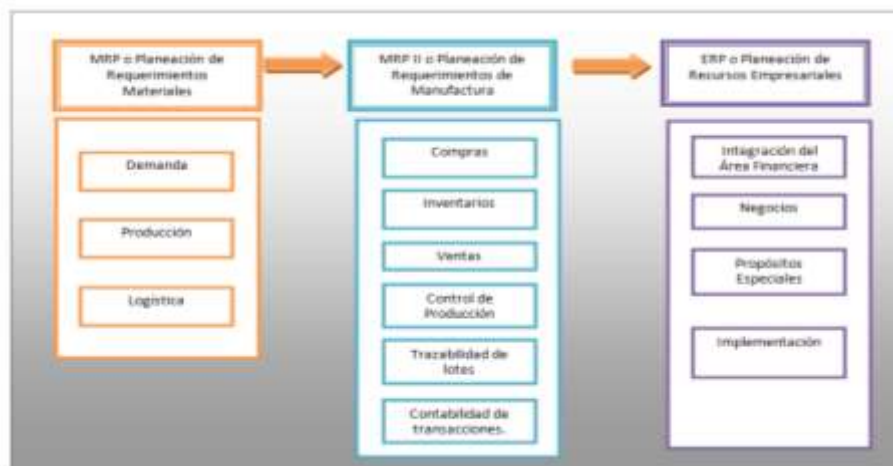 MRP o Planeación de
Requerimientos
Materiales
Demanda
Producción
Logística
MRP II o Planeación de
Requerimientos de
Manufactura
Compras
Inventarios
Ventas
Control de
Producción
Trazabilidad de
lotes
Contabilidad de
transacciones.
ERP o Planeación de
Recursos Empresariales
Integración del
Área Financiera
Negocios
Propósitos
Especiales
Implementación